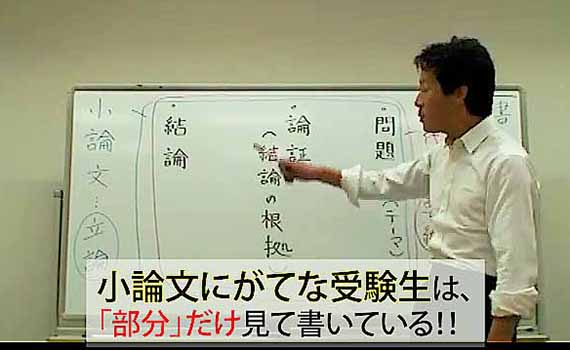 書
・問題
(テーマ)
・論証
(結論の根拠)
・結論
小論文…立論
小論文にがてな受験生は、
「部分」だけ見て書いている!!